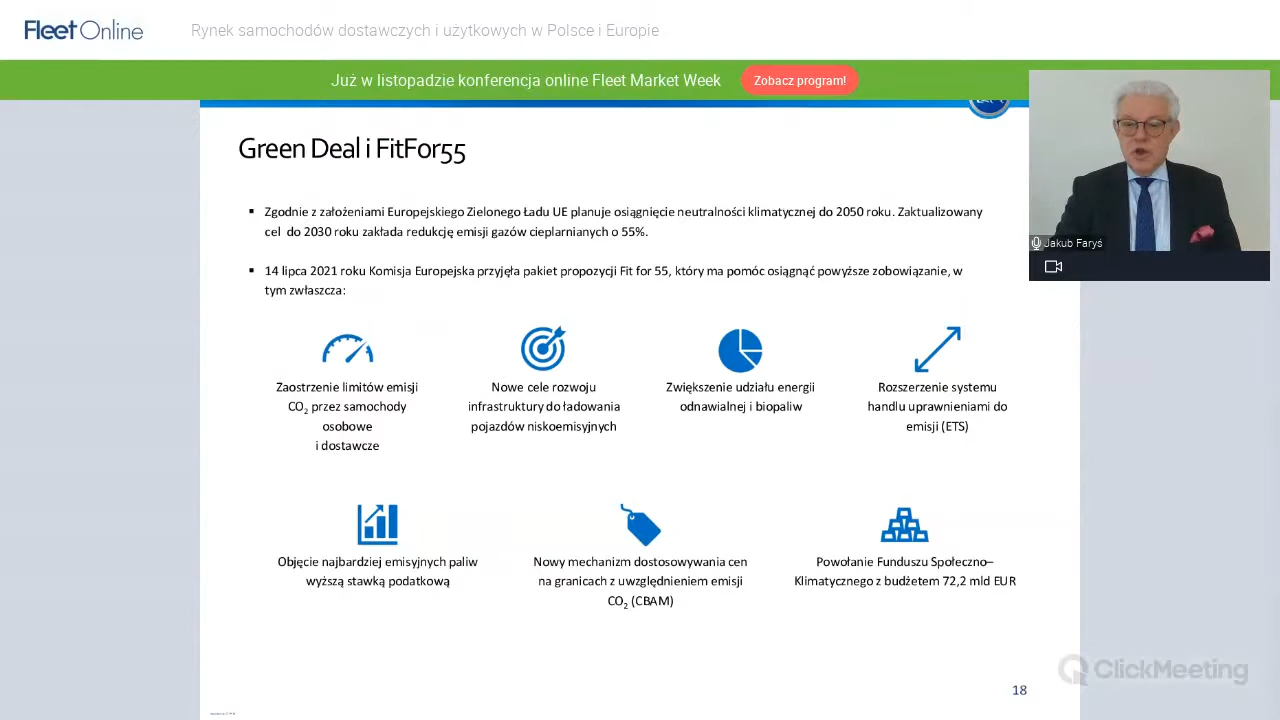 FleetOnline
Rynek samochodów dostawczych i użytkowych w Polsce i Europie
Już w listopadzie konferencja online Fleet Market Week
Zobacz program!
Jakub Faryś
Green Deal i FitFor55
▪ Zgodnie z założeniami Europejskiego Zielonego Ładu UE planuje osiągnięcie neutralności klimatycznej do 2050 roku. Zaktualizowany
cel do 2030 roku zakłada redukcję emisji gazów cieplarnianych o 55%.
▪ 14 lipca 2021 roku Komisja Europejska przyjęła pakiet propozycji Fit for 55, który ma pomóc osiągnąć powyższe zobowiązanie, w
tym zwłaszcza:
Zaostrzenie limitów emisji
CO₂ przez samochody
osobowe
i dostawcze
Nowe cele rozwoju
infrastruktury do ładowania
pojazdów niskoemisyjnych
Zwiększenie udziału energii
odnawialnej i biopaliw
Rozszerzenie systemu
handlu uprawnieniami do
emisji (ETS)
Objęcie najbardziej emisyjnych paliw
wyższą stawką podatkową
Nowy mechanizm dostosowywania cen
na granicach z uwzględnieniem emisji
CO₂ (CBAM)
Powołanie Funduszu Społeczno–
Klimatycznego z budżetem 72,2 mld EUR
ClickMeeting
18